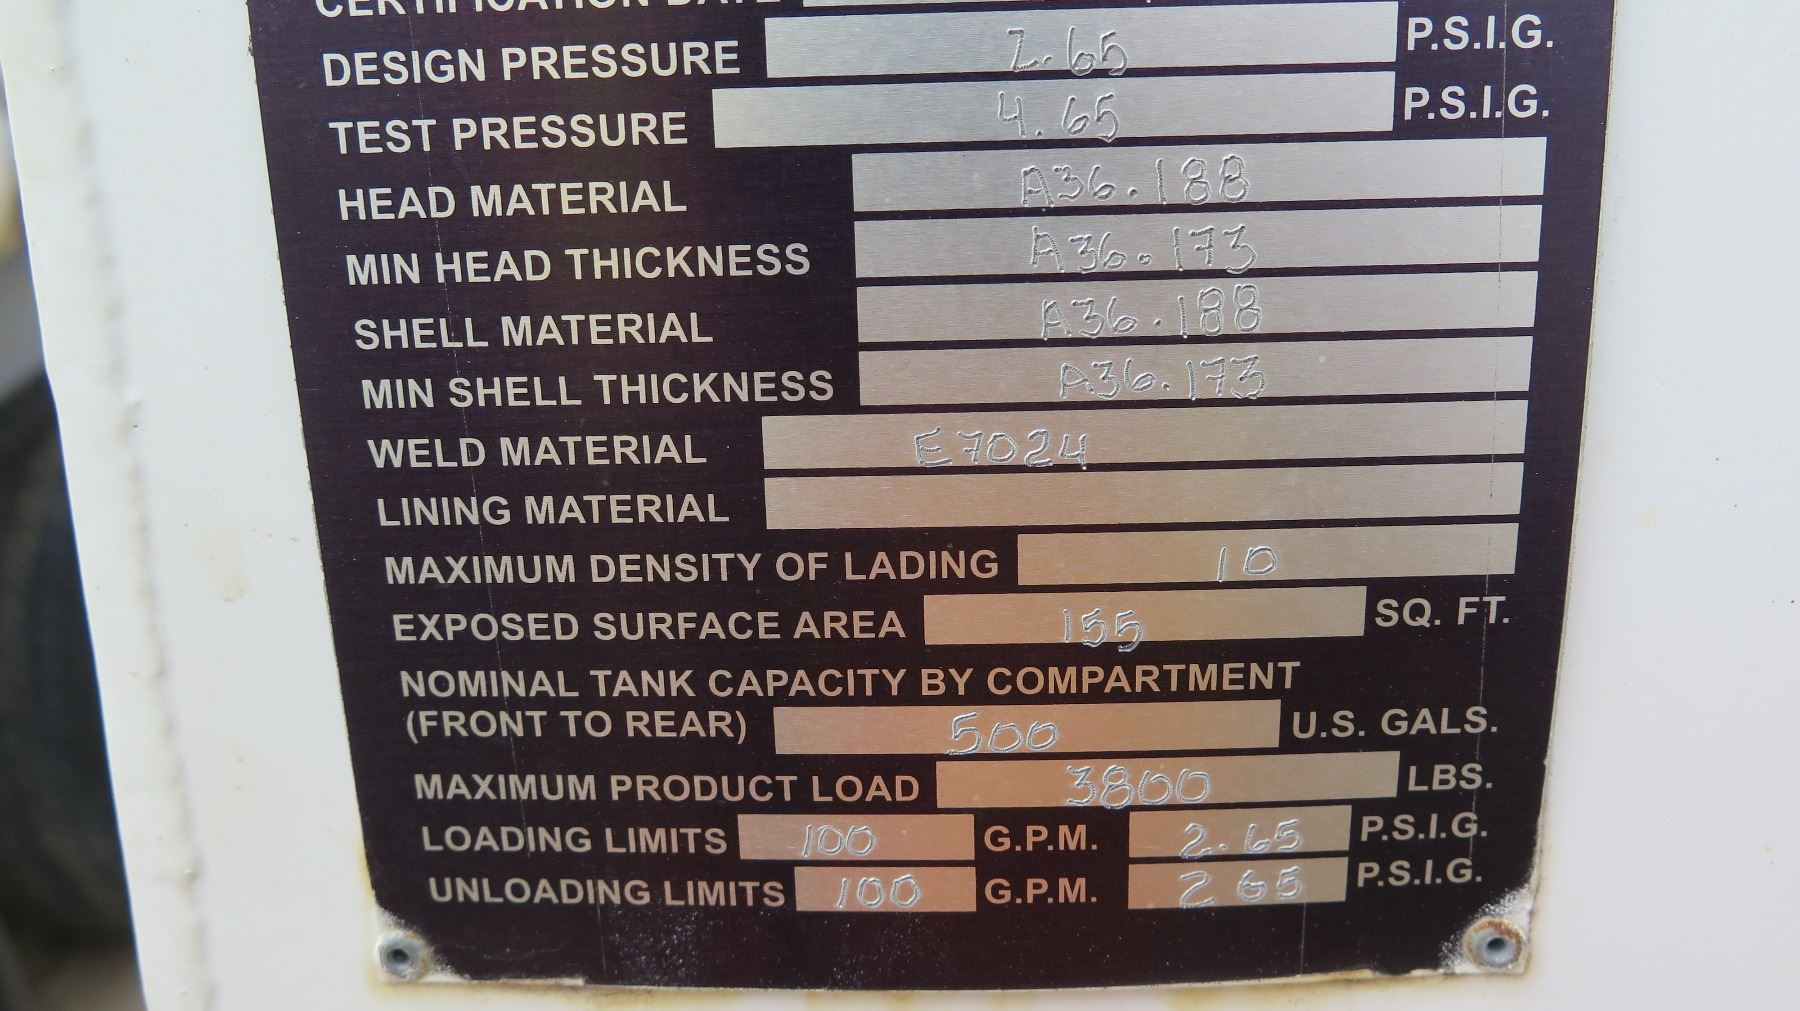 CERTIFICATION DATE
DESIGN PRESSURE 2.65 P.S.I.G.
TEST PRESSURE 4.65 P.S.I.G.
HEAD MATERIAL A36.188
MIN HEAD THICKNESS A36.173
SHELL MATERIAL A36.188
MIN SHELL THICKNESS A36.173
WELD MATERIAL E7024
LINING MATERIAL
MAXIMUM DENSITY OF LADING 10
EXPOSED SURFACE AREA 155 SQ. FT.
NOMINAL TANK CAPACITY BY COMPARTMENT
(FRONT TO REAR) 500 U.S. GALS.
MAXIMUM PRODUCT LOAD 3800 LBS.
LOADING LIMITS 100 G.P.M. 2.65 P.S.I.G.
UNLOADING LIMITS 100 G.P.M. 2 65 P.S.I.G.